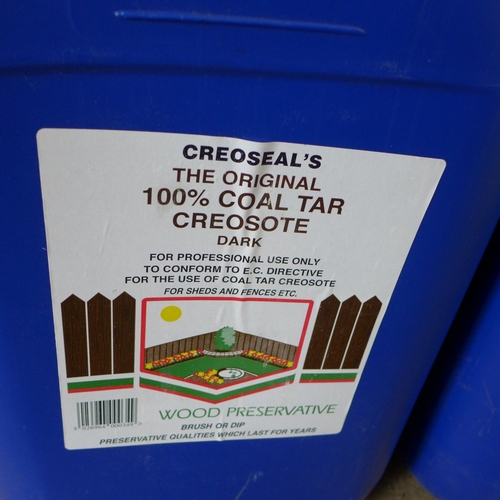 CREOSEAL'S
THE ORIGINAL
100% COAL TAR
CREOSOTE
DARK
FOR PROFESSIONAL USE ONLY
TO CONFORM TO E.C. DIRECTIVE
FOR THE USE OF COAL TAR CREOSOTE
FOR SHEDS AND FENCES ETC.
WOOD PRESERVATIVE
BRUSH OR DIP
PRESERVATIVE QUALITIES WHICH LAST FOR YEARS